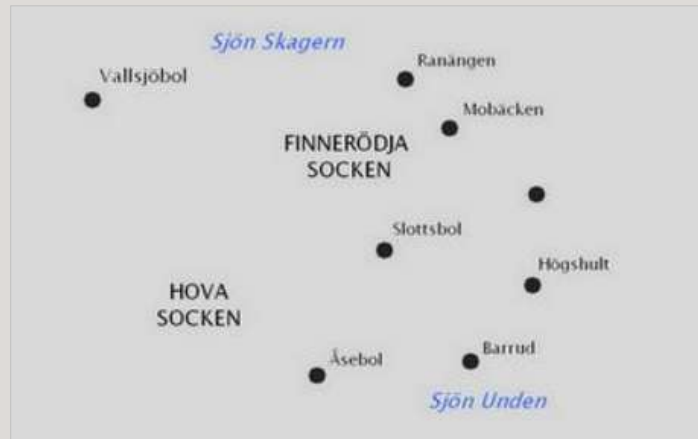 Sjön Skagern
Ranängen
Vallsjöbol
Mobäcken
FINNERÖDJA
SOCKEN
Slottsbol
Högshult
HOVA
SOCKEN
Åsebol
Barrud
Sjön Unden